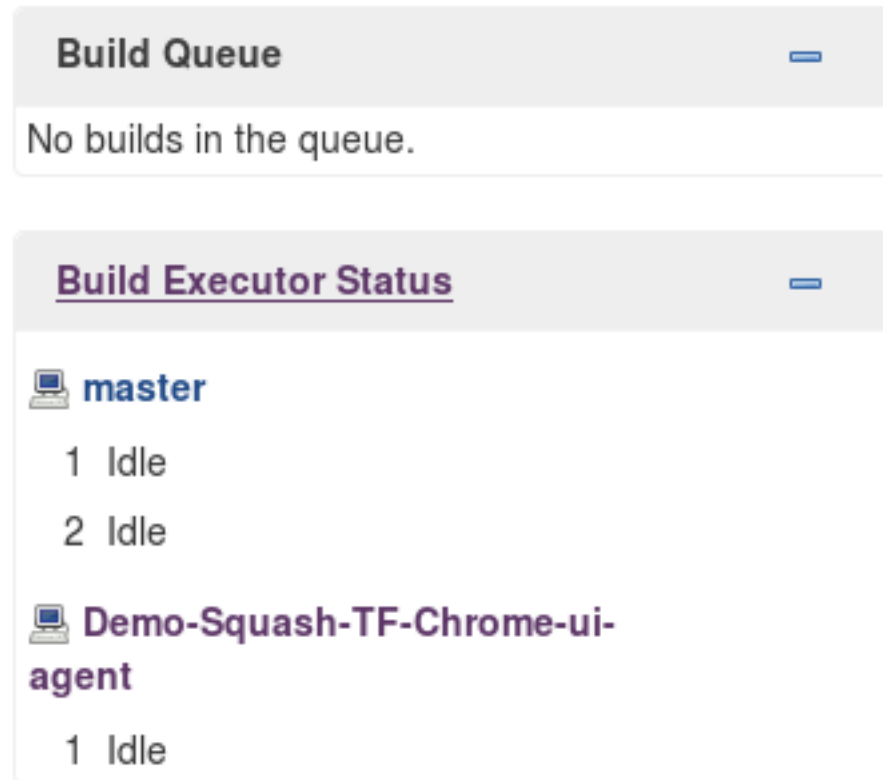 Build Queue
No builds in the queue.
Build Executor Status
master
1 Idle
2 Idle
Demo-Squash-TF-Chrome-ui-
agent
1 Idle